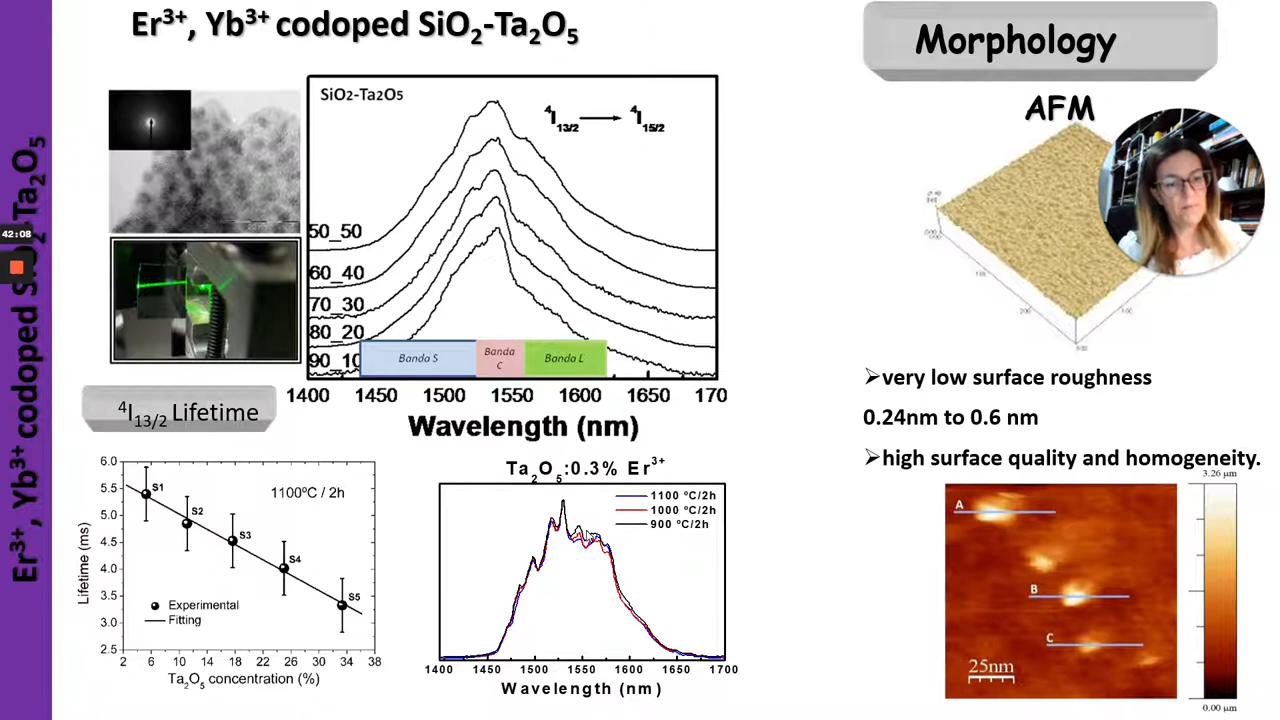 Er³⁺, Yb³⁺ codoped SiO₂-Ta₂O₅
Er³⁺, Yb³⁺ codoped SiO₂-Ta₂O₅
42:08
SiO₂-Ta₂O₅
⁴I₁₃/₂ → ⁴I₁₅/₂
50_50
60_40
70_30
80_20
90_10
Banda S
Banda C
Banda L
1400 1450 1500 1550 1600 1650 170
Wavelength (nm)
⁴I₁₃/₂ Lifetime
6.0
5.5
5.0
4.5
4.0
3.5
3.0
2.5
Lifetime (ms)
1100ºC / 2h
S1
S2
S3
S4
S5
Experimental
Fitting
2 6 10 14 18 22 26 30 34 38
Ta₂O₅ concentration (%)
Ta₂O₅:0.3% Er³⁺
1100 ºC/2h
1000 ºC/2h
900 ºC/2h
1400 1450 1500 1550 1600 1650 1700
Wavelength (nm)
Morphology
AFM
➢very low surface roughness
0.24nm to 0.6 nm
➢high surface quality and homogeneity.
3.26 µm
A
B
C
25nm
0.00 µm